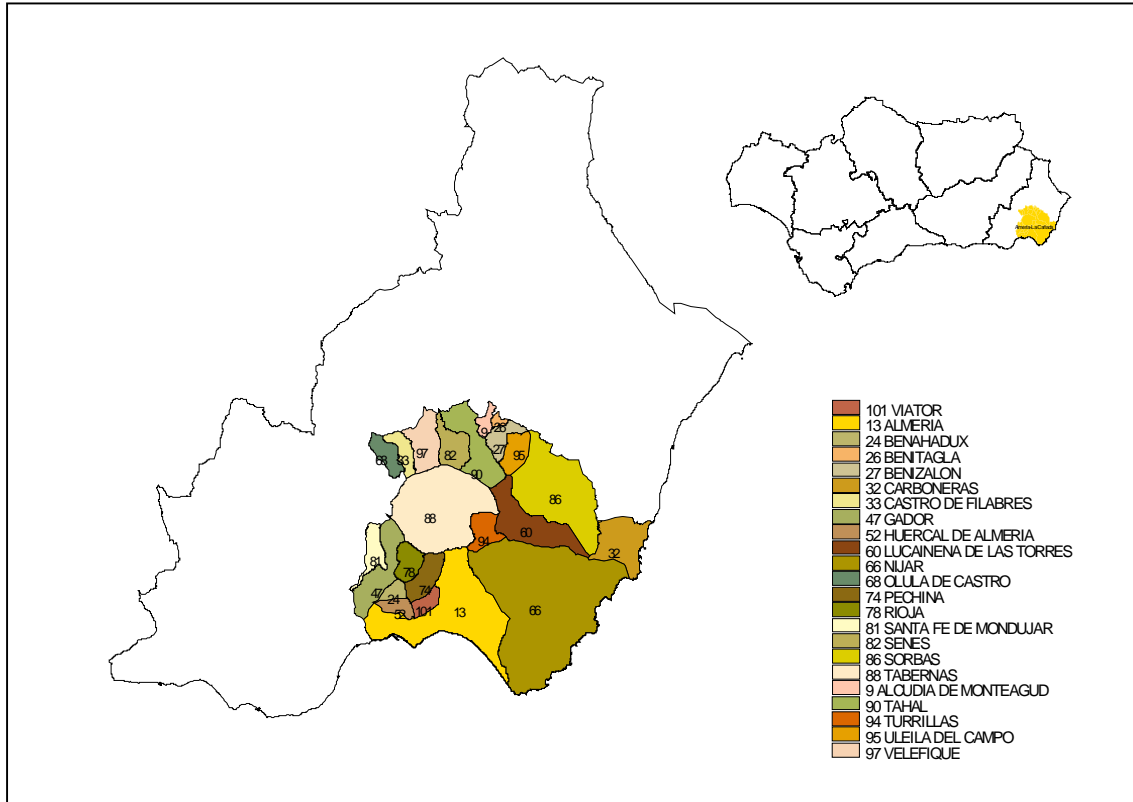 Almería-La Cañada
9
26
97
82
27
95
68
33
90
86
88
94
60
32
81
78
47
24
74
66
52
101
13
101 VIATOR
13 ALMERIA
24 BENAHADUX
26 BENITAGLA
27 BENIZALON
32 CARBONERAS
33 CASTRO DE FILABRES
47 GADOR
52 HUERCAL DE ALMERIA
60 LUCAINENA DE LAS TORRES
66 NIJAR
68 OLULA DE CASTRO
74 PECHINA
78 RIOJA
81 SANTA FE DE MONDUJAR
82 SENES
86 SORBAS
88 TABERNAS
9 ALCUDIA DE MONTEAGUD
90 TAHAL
94 TURRILLAS
95 ULEILA DEL CAMPO
97 VELEFIQUE